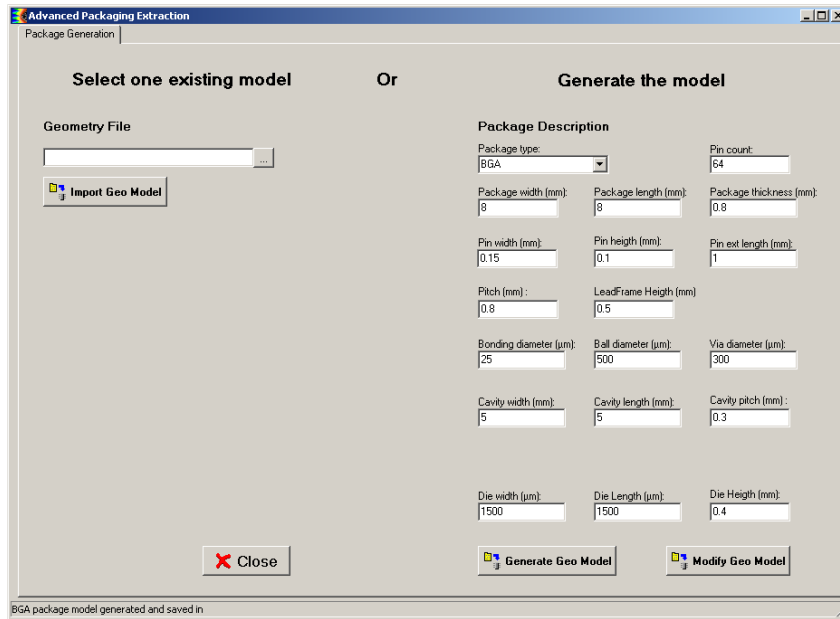 Advanced Packaging Extraction
Package Generation
Select one existing model
Or
Generate the model
Geometry File
...
Import Geo Model
Package Description
Package type:
Pin count:
BGA
64
Package width (mm):
Package length (mm):
Package thickness (mm):
8
8
0.8
Pin width (mm):
Pin heigth (mm):
Pin ext length (mm):
0.15
0.1
1
Pitch (mm) :
LeadFrame Heigth (mm)
0.8
0.5
Bonding diameter (µm):
Ball diameter (µm):
Via diameter (µm):
25
500
300
Cavity width (mm):
Cavity length (mm):
Cavity pitch (mm) :
5
5
0.3
Die width (µm):
Die Length (µm):
Die Heigth (mm):
1500
1500
0.4
Close
Generate Geo Model
Modify Geo Model
BGA package model generated and saved in